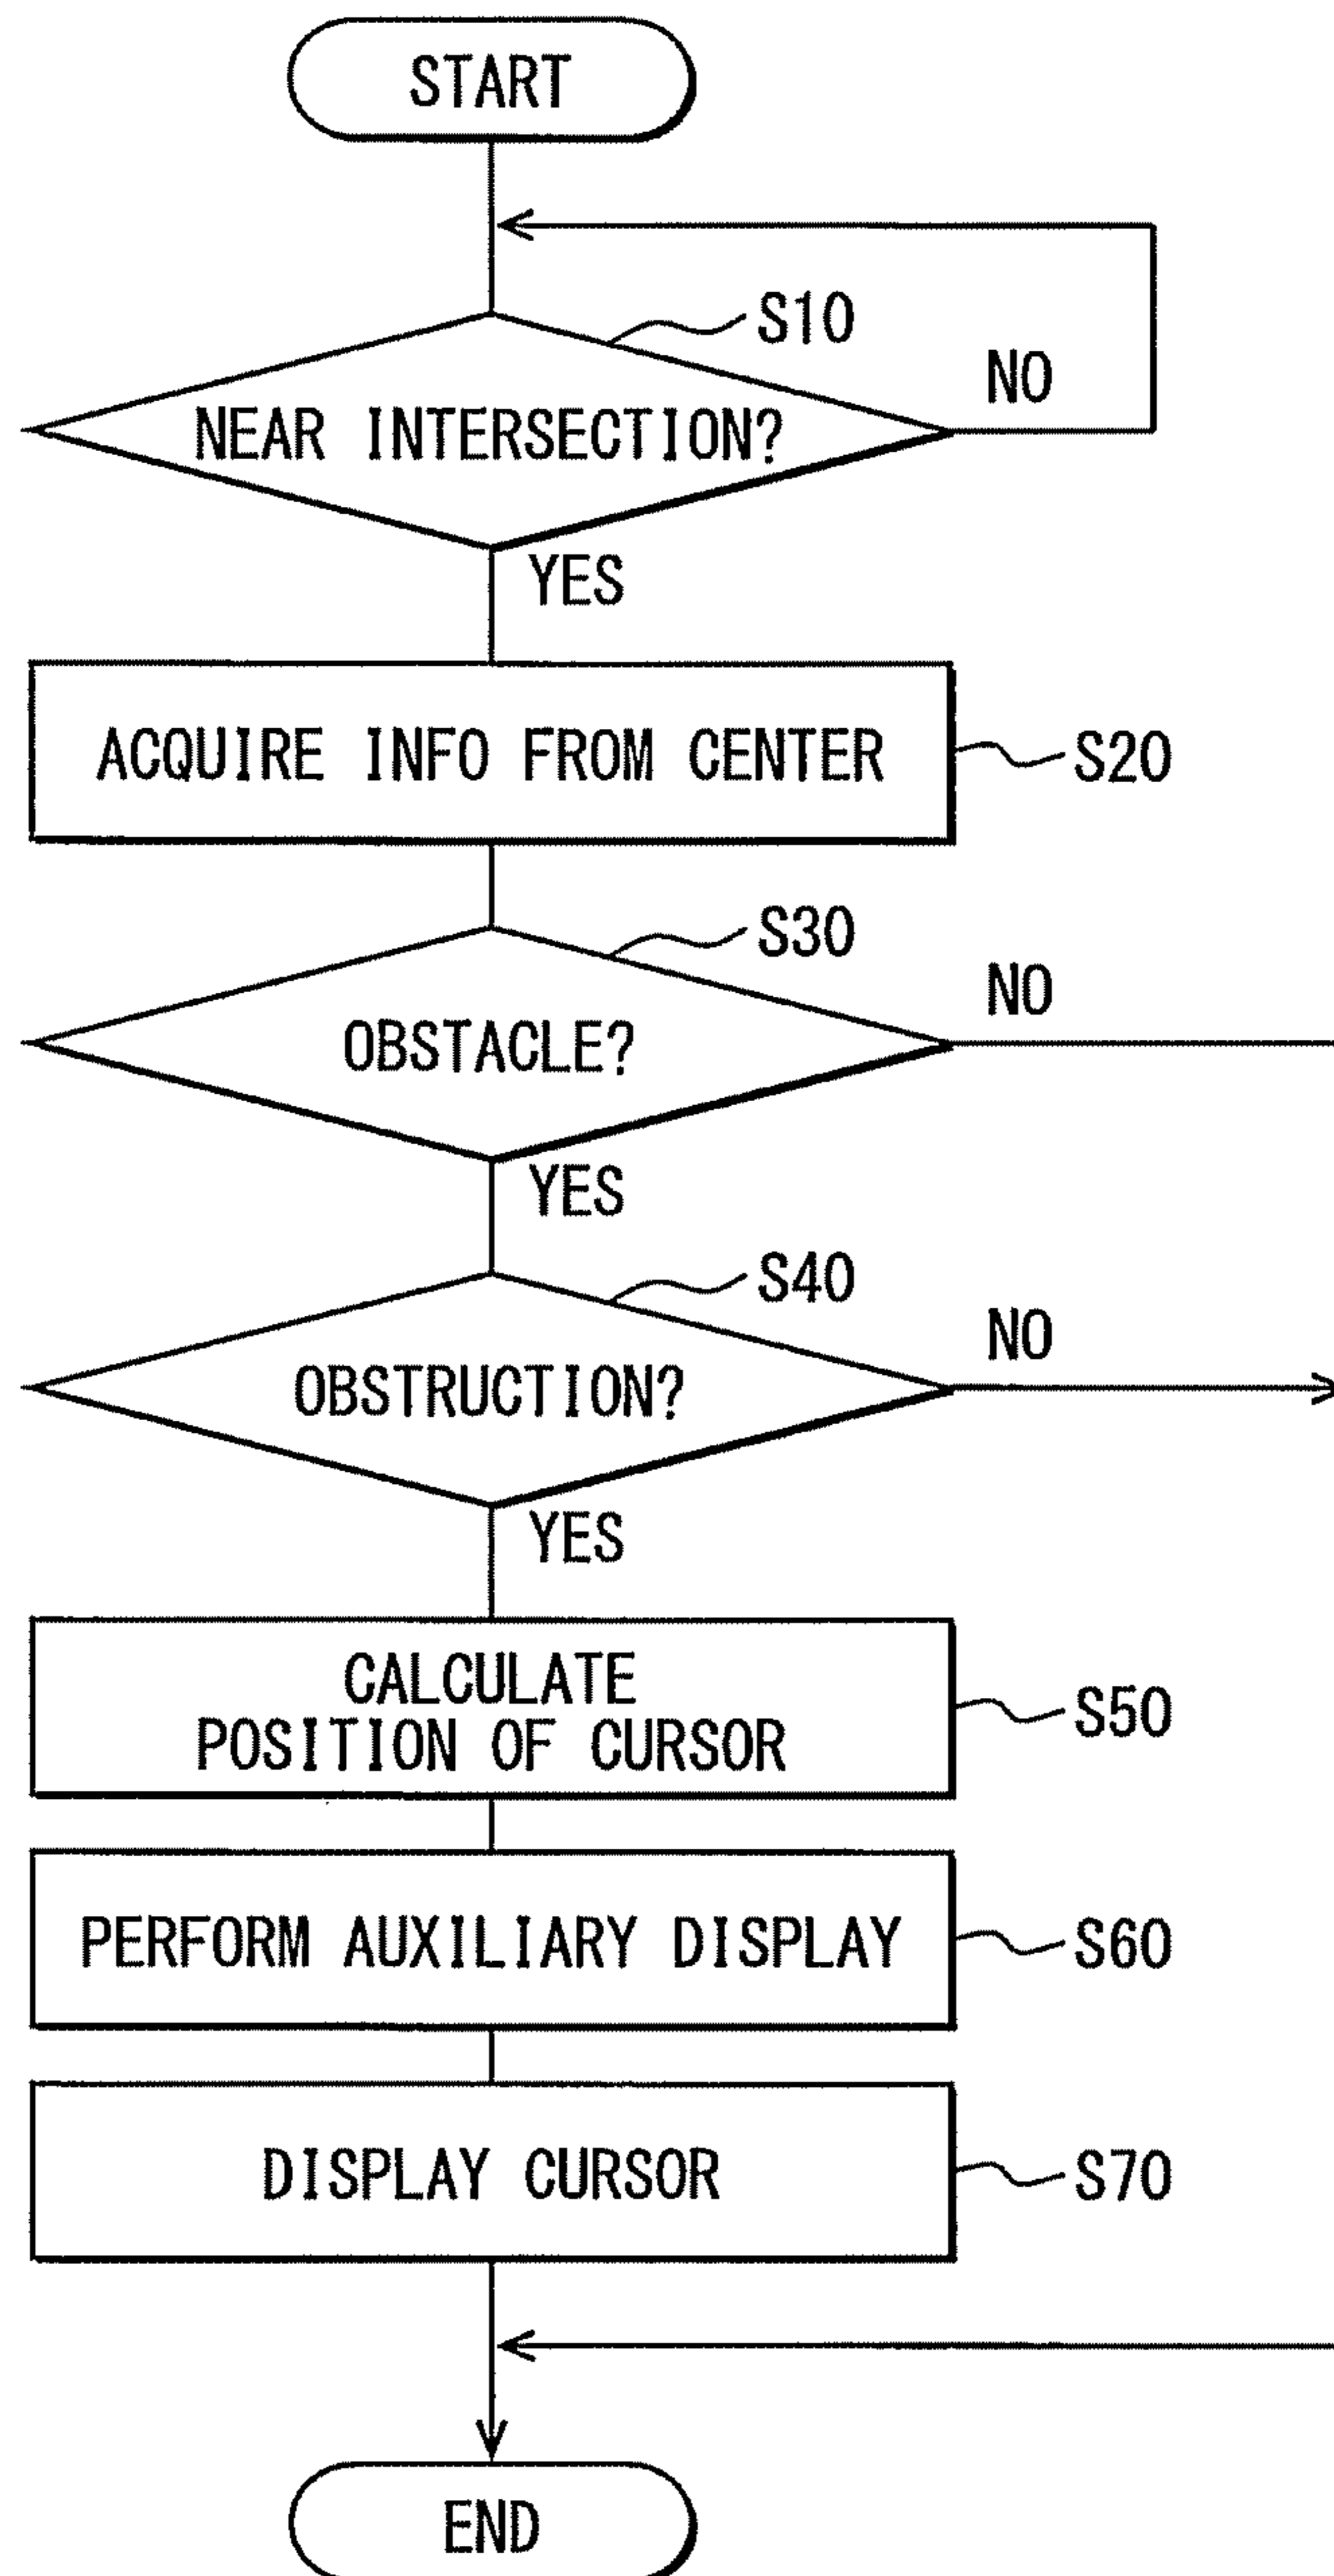 START
S10
NEAR INTERSECTION?
NO
YES
ACQUIRE INFO FROM CENTER
S20
S30
OBSTACLE?
NO
YES
S40
OBSTRUCTION?
NO
YES
CALCULATE
POSITION OF CURSOR
S50
PERFORM AUXILIARY DISPLAY
S60
DISPLAY CURSOR
S70
END